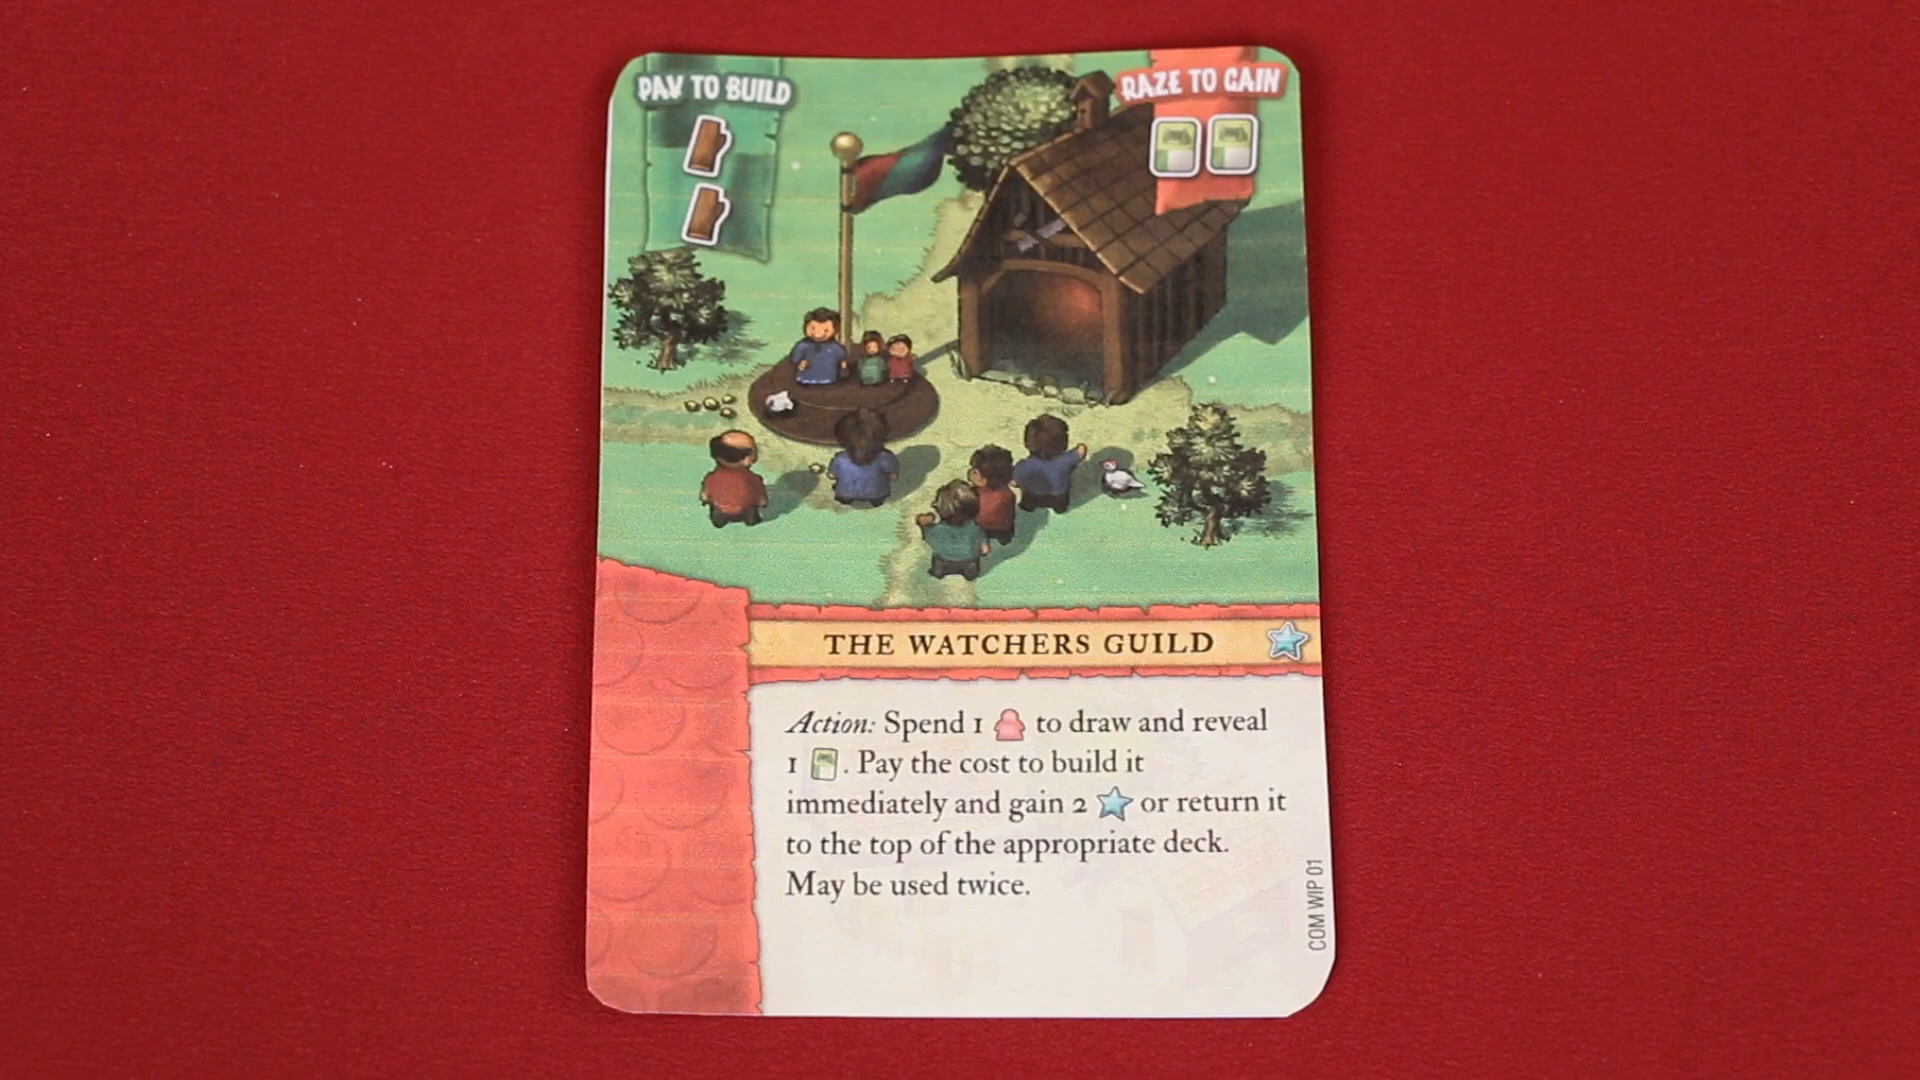 PAY TO BUILD
RAZE TO GAIN
THE WATCHERS GUILD
Action: Spend 1 to draw and reveal
1 . Pay the cost to build it
immediately and gain 2 or return it
to the top of the appropriate deck.
May be used twice.
COM WIP 01